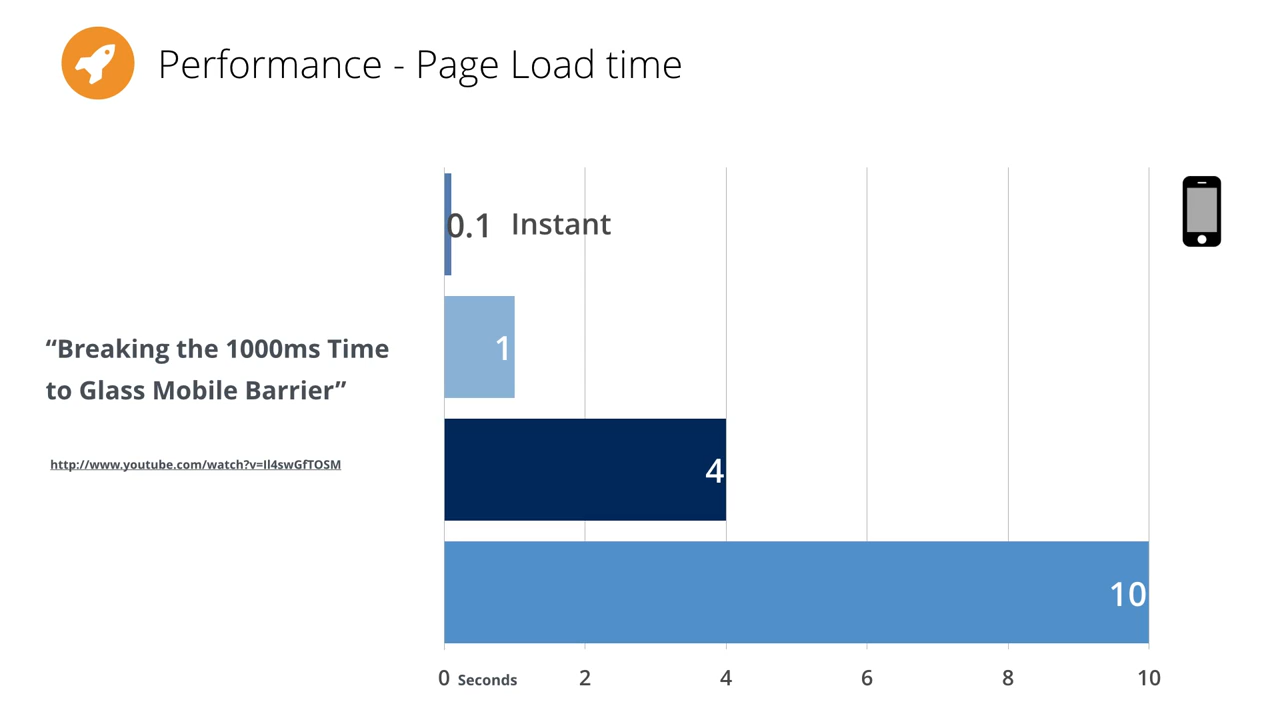 Performance - Page Load time
0.1 Instant
“Breaking the 1000ms Time
to Glass Mobile Barrier”
1
http://www.youtube.com/watch?v=Il4swGfTOSM
4
10
0 Seconds 2 4 6 8 10